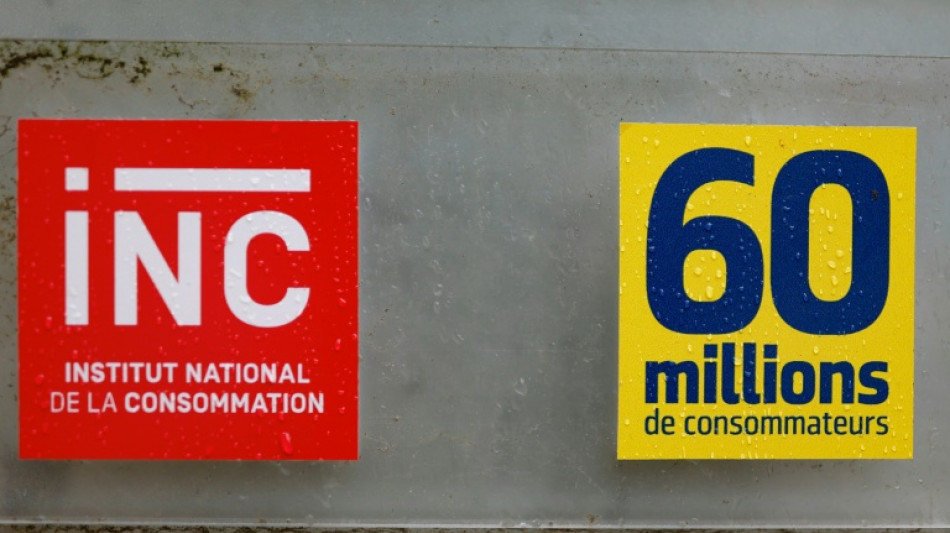 iNC
INSTITUT NATIONAL
DE LA CONSOMMATION
60
millions
de consommateurs